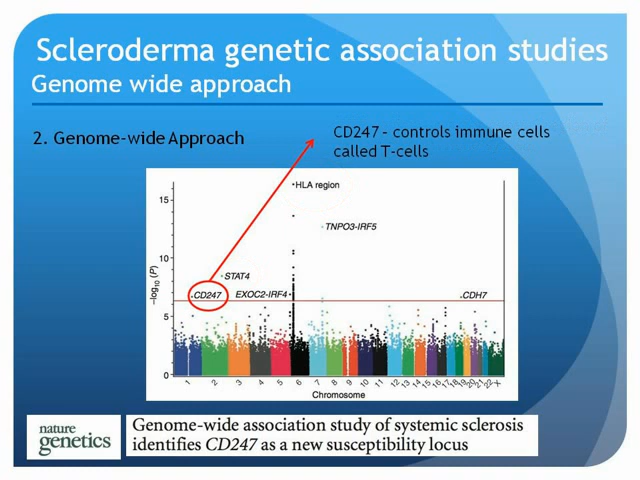 Scleroderma genetic association studies
Genome wide approach
2. Genome-wide Approach
CD247 – controls immune cells
called T-cells
HLA region
15
TNPO3-IRF5
10
STAT4
CD247
EXOC2-IRF4
CDH7
5
0
–log10 (P)
1 2 3 4 5 6 7 8 9 10 11 12 13 14 15 16 17 18 19 20 21 22 X
Chromosome
nature
genetics
Genome-wide association study of systemic sclerosis
identifies CD247 as a new susceptibility locus